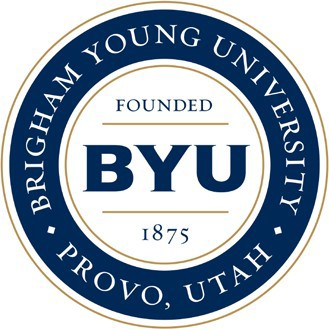 BRIGHAM YOUNG UNIVERSITY
FOUNDED
BYU
1875
· PROVO, UTAH ·